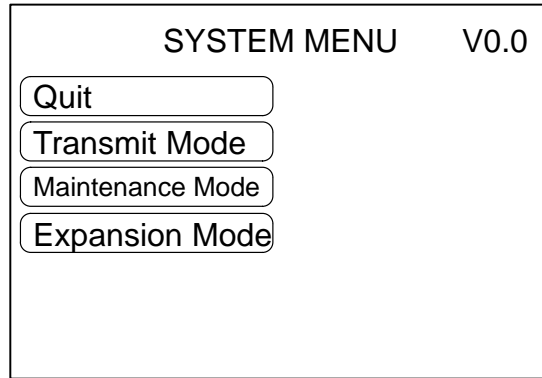 SYSTEM MENU V0.0
Quit
Transmit Mode
Maintenance Mode
Expansion Mode